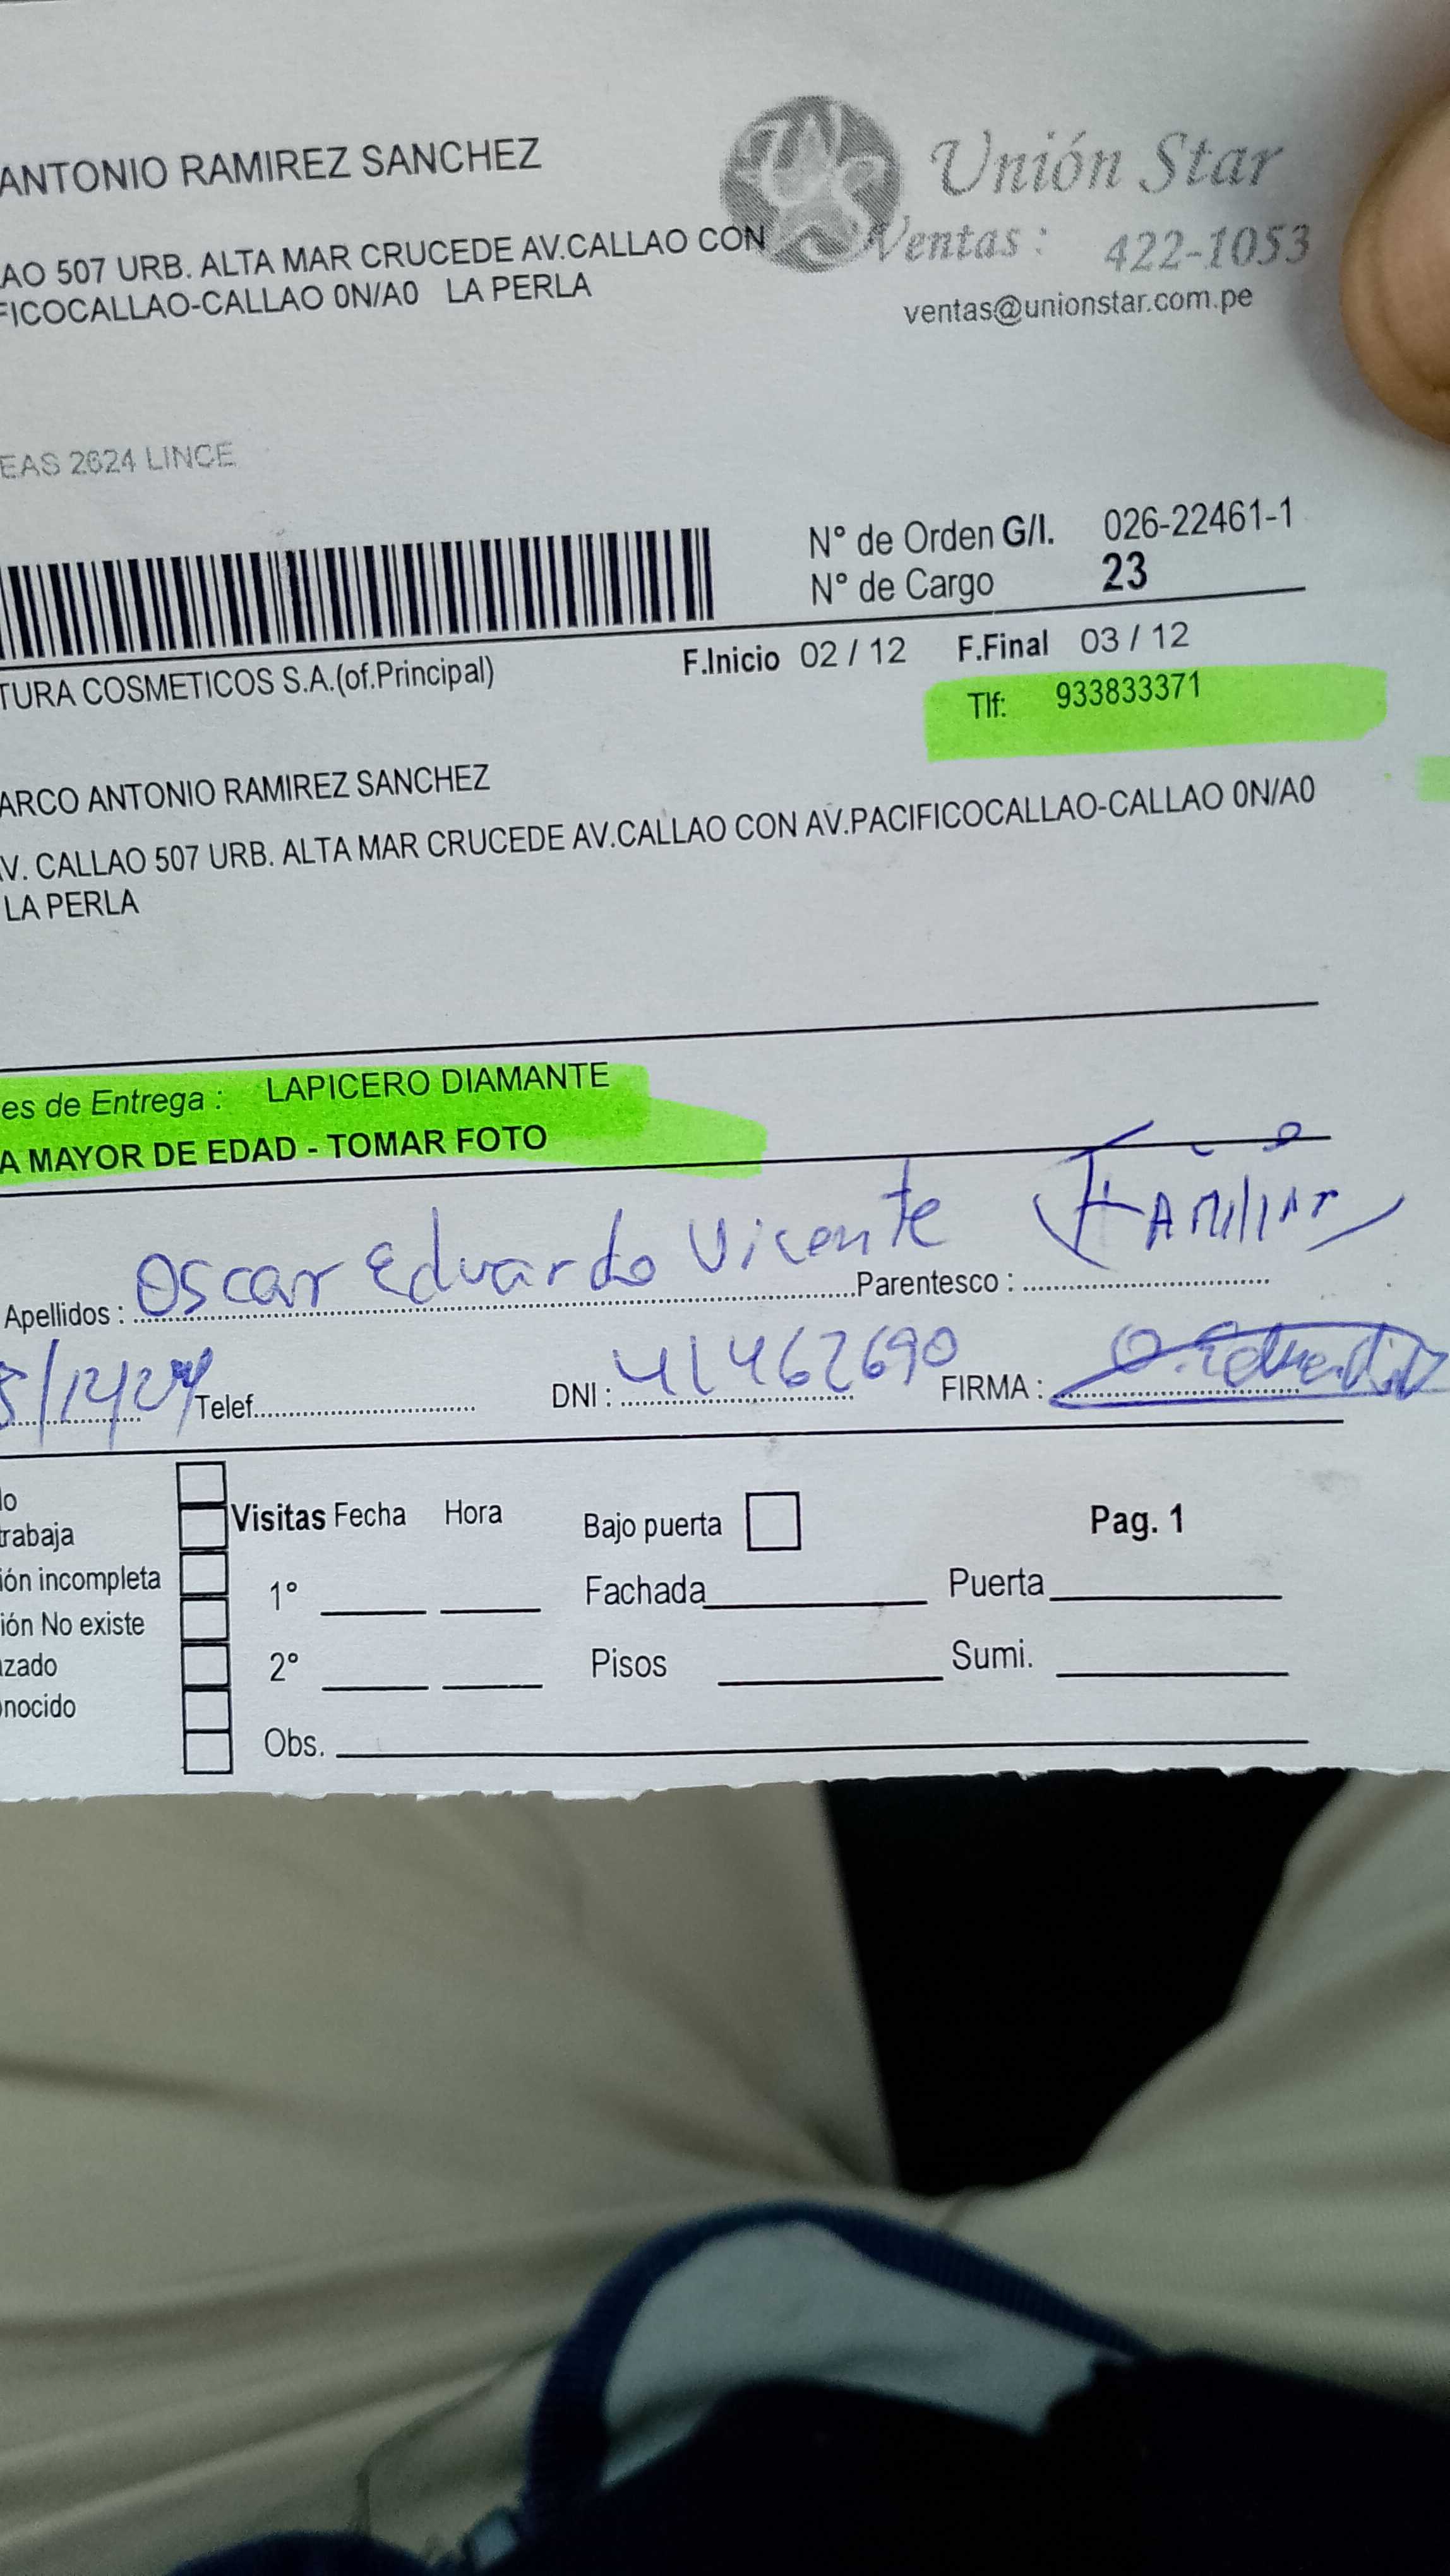 ANTONIO RAMIREZ SANCHEZ
Unión Star
AO 507 URB. ALTA MAR CRUCEDE AV.CALLAO CON
Ventas : 422-1053
FICOCALLAO-CALLAO 0N/A0 LA PERLA
ventas@unionstar.com.pe
EAS 2624 LINCE
N° de Orden G/I. 026-22461-1
N° de Cargo 23
TURA COSMETICOS S.A.(of.Principal) F.Inicio 02 / 12 F.Final 03 / 12
Tlf: 933833371
ARCO ANTONIO RAMIREZ SANCHEZ
V. CALLAO 507 URB. ALTA MAR CRUCEDE AV.CALLAO CON AV.PACIFICOCALLAO-CALLAO 0N/A0
LA PERLA
es de Entrega : LAPICERO DIAMANTE
A MAYOR DE EDAD - TOMAR FOTO
Apellidos : Oscar Eduardo Vicente Parentesco : FAMILIAR
3/12/24 Telef. DNI : 41462690 FIRMA :
do
trabaja Visitas Fecha Hora Bajo puerta Pag. 1
ión incompleta 1° Fachada Puerta
ión No existe
zado 2° Pisos Sumi.
nocido
Obs.